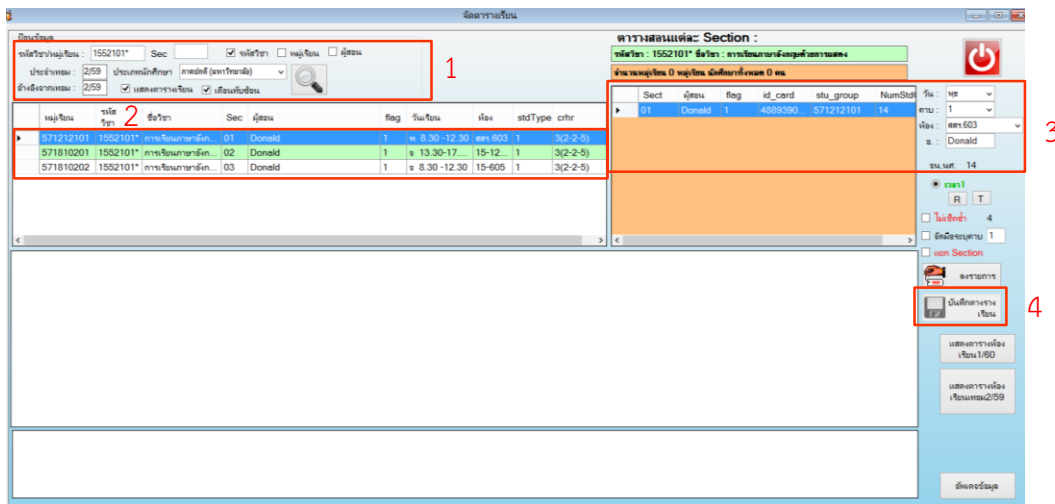 จัดตารางเรียน
ป้อนข้อมูล
รหัสวิชา/หมู่เรียน : 1552101* Sec รหัสวิชา หมู่เรียน ผู้สอน
ประจำเทอม : 2/59 ประเภทนักศึกษา ภาคปกติ (มหาวิทยาลัย)
อ้างอิงจากเทอม : 2/59 แสดงตารางเรียน เตือนทับซ้อน
1
2
หมู่เรียน รหัสวิชา ชื่อวิชา Sec ผู้สอน flag วันเรียน ห้อง stdType crhr
571212101 1552101* การเรียนภาษาอังก... 01 Donald 1 พ 8.30 -12.30 ศศร.603 1 3(2-2-5)
571810201 1552101* การเรียนภาษาอังก... 02 Donald 1 จ 13.30-17.... 15-12... 1 3(2-2-5)
571810202 1552101* การเรียนภาษาอังก... 03 Donald 1 จ 8.30 -12.30 15-605 1 3(2-2-5)
ตารางสอนแต่ละ Section :
รหัสวิชา : 1552101* ชื่อวิชา : การเรียนภาษาอังกฤษด้วยการแสดง
จำนวนหมู่เรียน 0 หมู่เรียน นักศึกษาทั้งหมด 0 คน
Sect ผู้สอน flag id_card stu_group NumStd
01 Donald 1 4889390... 571212101 14
วัน : พุธ
คาบ : 1
ห้อง : ศศร.603
อ. : Donald
3
จน.นศ. 14
เวลา1
R T
ไม่เช็คซ้ำ 4
จัดมือระบุคาบ 1
แยก Section
ลงรายการ
บันทึกตารางเรียน
4
แสดงตารางห้องเรียน1/60
แสดงตารางห้องเรียนเทอม2/59
อัพเดจข้อมูล